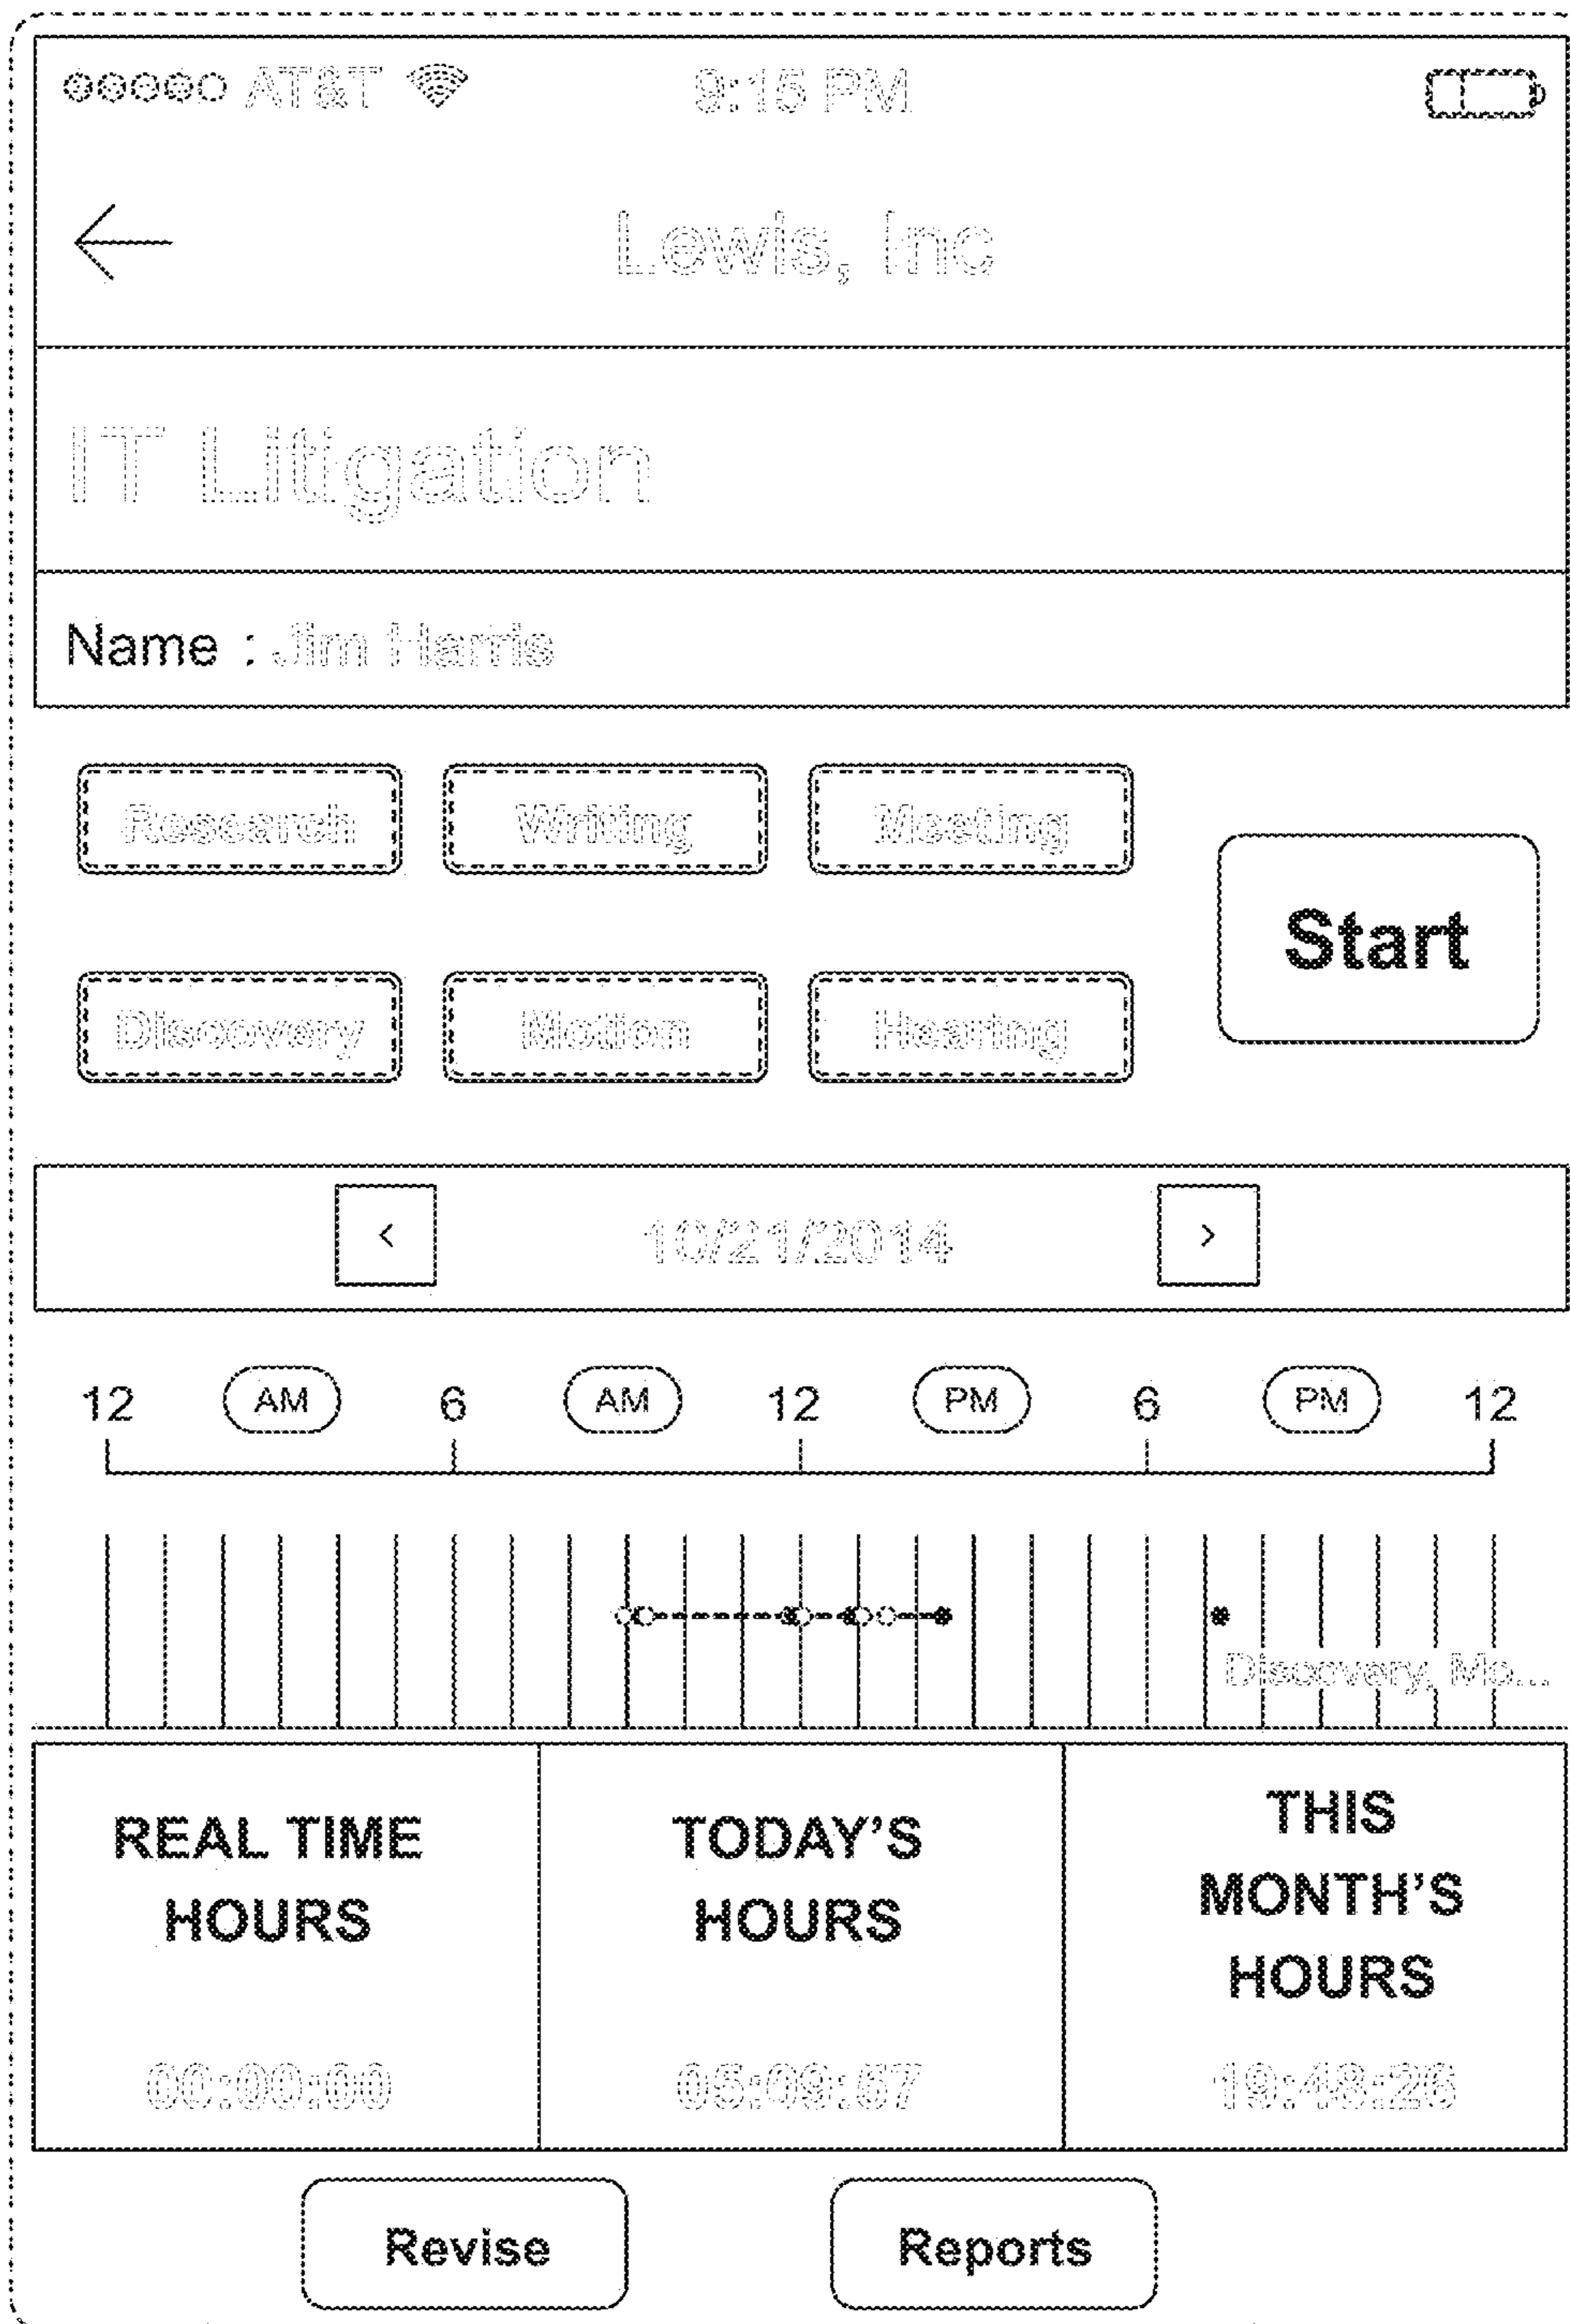 AT&T 9:15 PM
Lewis, Inc
IT Litigation
Name : Jim Harris
Research Writing Meeting
Start
Discovery Motion Hearing
< 10/21/2014 >
12 AM 6 AM 12 PM 6 PM 12
Discovery, Mo...
REAL TIME HOURS
TODAY'S HOURS
THIS MONTH'S HOURS
00:00:00 05:09:57 19:48:26
Revise Reports